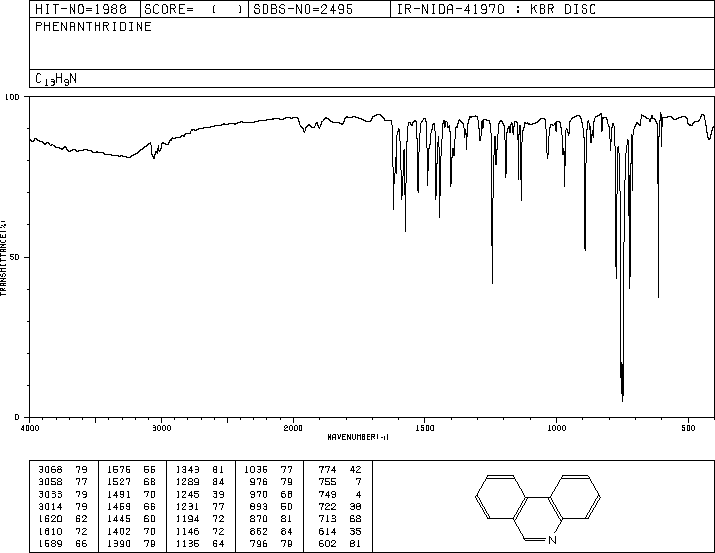 HIT-NO=1988 SCORE= ( ) SDBS-NO=2495 IR-NIDA-41970 : KBR DISC
PHENANTHRIDINE
C13H9N
100
50
0
TRANSMITTANCE(%)
4000 3000 2000 1500 1000 500
WAVENUMBER(-1)
3068 79 1576 55 1343 81 1036 77 774 42
3058 77 1527 68 1289 84 976 79 755 7
3033 79 1491 70 1245 39 970 68 749 4
3014 79 1459 66 1231 77 893 50 722 38
1620 62 1445 60 1194 72 870 81 713 68
1610 72 1402 70 1146 72 862 84 614 35
1589 66 1390 79 1135 64 796 79 602 81
N